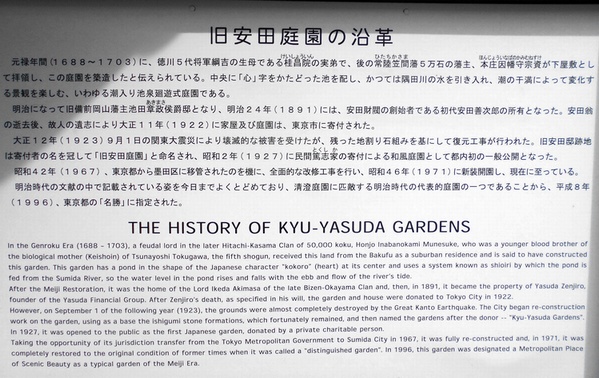 旧安田庭園の沿革
元禄年間(1688~1703)に、徳川5代将軍綱吉の生母である桂昌院の実弟で、後の常陸笠間藩5万石の藩主、本庄因幡守宗資が下屋敷とし
て拝領し、この庭園を築造したと伝えられている。中央に「心」字をかたどった池を配し、かつては隅田川の水を引き入れ、潮の干満によって変化す
る景観を楽しむ、いわゆる潮入り池泉廻遊式庭園である。
明治になって旧備前岡山藩主池田章政侯爵邸となり、明治24年(1891)には、安田財閥の創始者である初代安田善次郎の所有となった。安田翁
の逝去後、故人の遺志により大正11年(1922)に家屋及び庭園は、東京市に寄付された。
大正12年(1923)9月1日の関東大震災により壊滅的な被害を受けたが、残った地割り石組みを基にして復元工事が行われた。旧安田邸跡地
は寄付者の名を冠して「旧安田庭園」と命名され、昭和2年(1927)に民間篤志家の寄付による和風庭園として都内初の一般公開となった。
昭和42年(1967)、東京都から墨田区に移管されたのを機に、全面的な改修工事を行い、昭和46年(1971)に新装開園し、現在に至っている。
明治時代の文献の中で記載されている姿を今日までよくとどめており、清澄庭園に匹敵する明治時代の代表的庭園の一つであることから、平成8年
(1996)、東京都の「名勝」に指定された。
THE HISTORY OF KYU-YASUDA GARDENS
In the Genroku Era (1688 - 1703), a feudal lord in the later Hitachi-Kasama Clan of 50,000 koku, Honjo Inabanokami Munesuke, who was a younger blood brother of
the biological mother (Keishoin) of Tsunayoshi Tokugawa, the fifth shogun, received this land from the Bakufu as a suburban residence and is said to have constructed
this garden. This garden has a pond in the shape of the Japanese character "kokoro" (heart) at its center and uses a system known as shioiri by which the pond is
fed from the Sumida River, so the water level in the pond rises and falls with the ebb and flow of the river's tide.
After the Meiji Restoration, it was the home of the Lord Ikeda Akimasa of the late Bizen-Okayama Clan and, then, in 1891, it became the property of Yasuda Zenjiro,
founder of the Yasuda Financial Group. After Zenjiro's death, as specified in his will, the garden and house were donated to Tokyo City in 1922.
However, on September 1 of the following year (1923), the grounds were almost completely destroyed by the Great Kanto Earthquake. The City began re-construction
work on the garden, using as a base the ishigumi stone formations, which fortunately remained, and then named the gardens after the donor -- "Kyu-Yasuda Gardens".
In 1927, it was opened to the public as the first Japanese garden, donated by a private charitable person.
Taking the opportunity of its jurisdiction transfer from the Tokyo Metropolitan Government to Sumida City in 1967, it was fully re-constructed and, in 1971, it was
completely restored to the original condition of former times when it was called a "distinguished garden". In 1996, this garden was designated a Metropolitan Place
of Scenic Beauty as a typical garden of the Meiji Era.